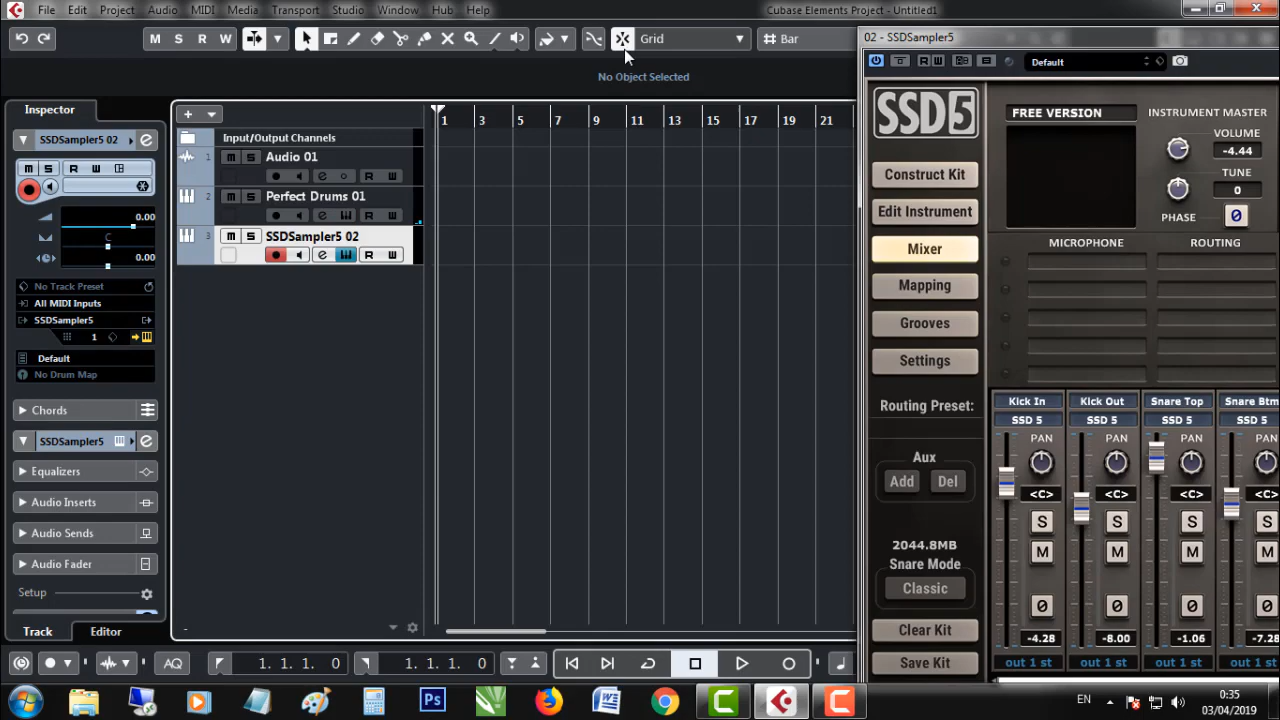 File Edit Project Audio MIDI Media Transport Studio Window Hub Help
Cubase Elements Project - Untitled1
M S R W
Grid
Bar
No Object Selected
Inspector
SSDSampler5 02
M S R W
0.00
C
0.00
No Track Preset
All MIDI Inputs
SSDSampler5
1
Default
No Drum Map
Chords
SSDSampler5
Equalizers
Audio Inserts
Audio Sends
Audio Fader
Setup
Track
Editor
Input/Output Channels
1
M S Audio 01
R W
2
M S Perfect Drums 01
R W
3
M S SSDSampler5 02
R W
1 3 5 7 9 11 13 15 17 19 21
AQ
1. 1. 1. 0
1. 1. 1. 0
02 - SSDSampler5
R W
Default
SSD5
FREE VERSION
INSTRUMENT MASTER
VOLUME
-4.44
TUNE
0
PHASE
Ø
Construct Kit
Edit Instrument
Mixer
Mapping
Grooves
Settings
MICROPHONE
ROUTING
Routing Preset:
Aux
Add
Del
2044.8MB
Snare Mode
Classic
Clear Kit
Save Kit
Kick In Kick Out Snare Top Snare Btm
SSD 5 SSD 5 SSD 5 SSD 5
PAN PAN PAN PAN
<C> <C> <C> <C>
S S S S
M M M M
Ø Ø Ø Ø
-4.28 -8.00 -1.06 -7.28
out 1 st out 1 st out 1 st out 1 st
Ps
W
C
C
EN
0:35
03/04/2019